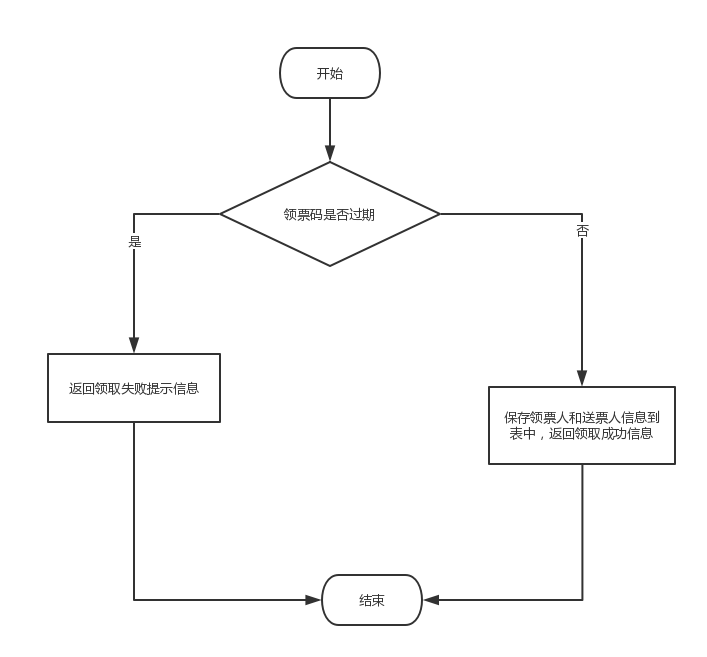 开始
领票码是否过期
是
否
返回领取失败提示信息
保存领票人和送票人信息到
表中，返回领取成功信息
结束